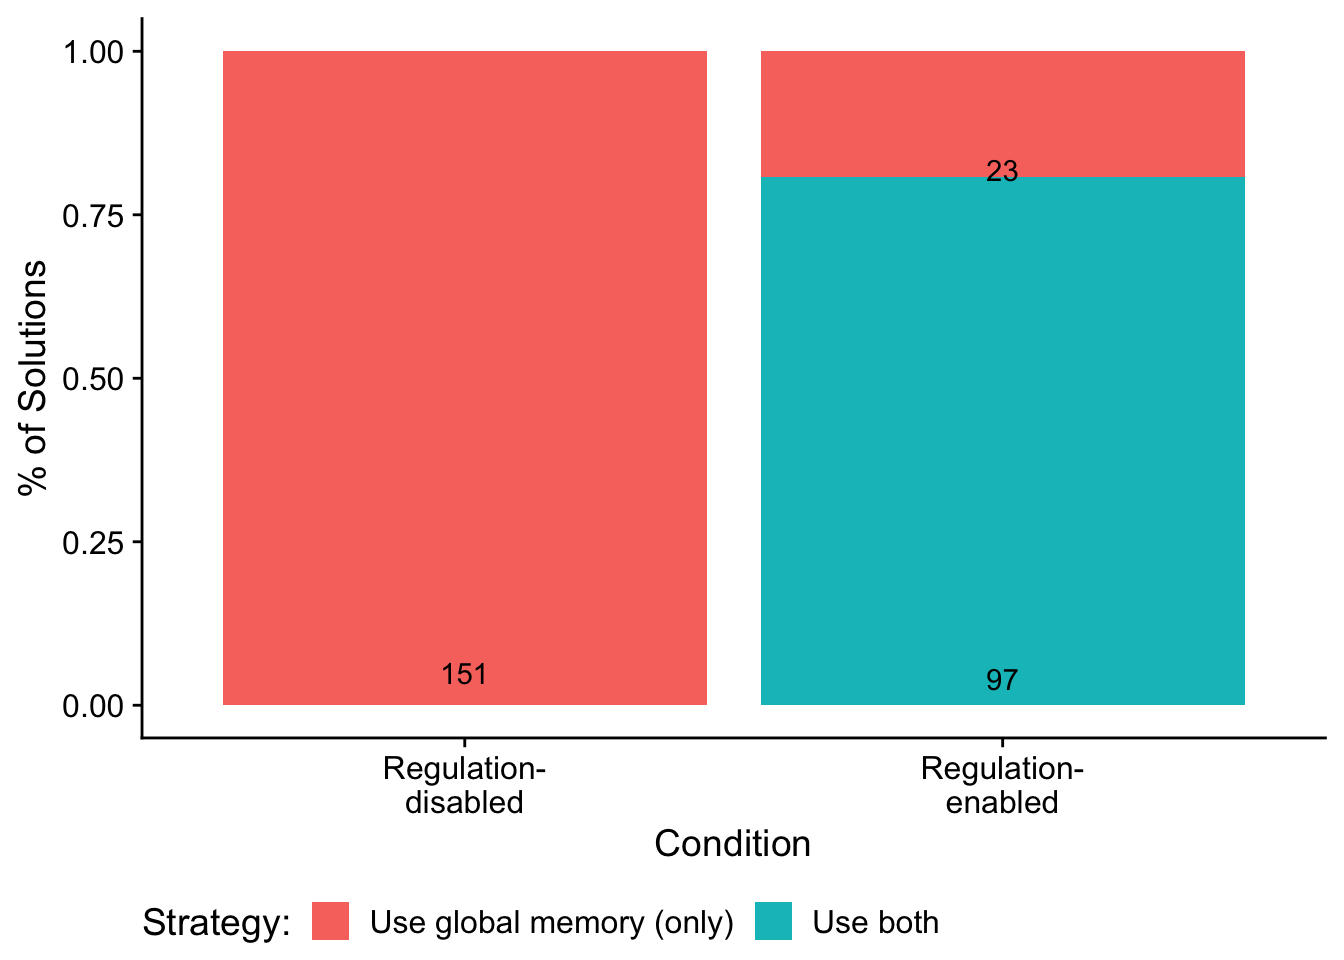 % of Solutions
1.00
0.75
0.50
0.25
0.00
23
151
97
Regulation-
disabled
Regulation-
enabled
Condition
Strategy:
Use global memory (only)
Use both